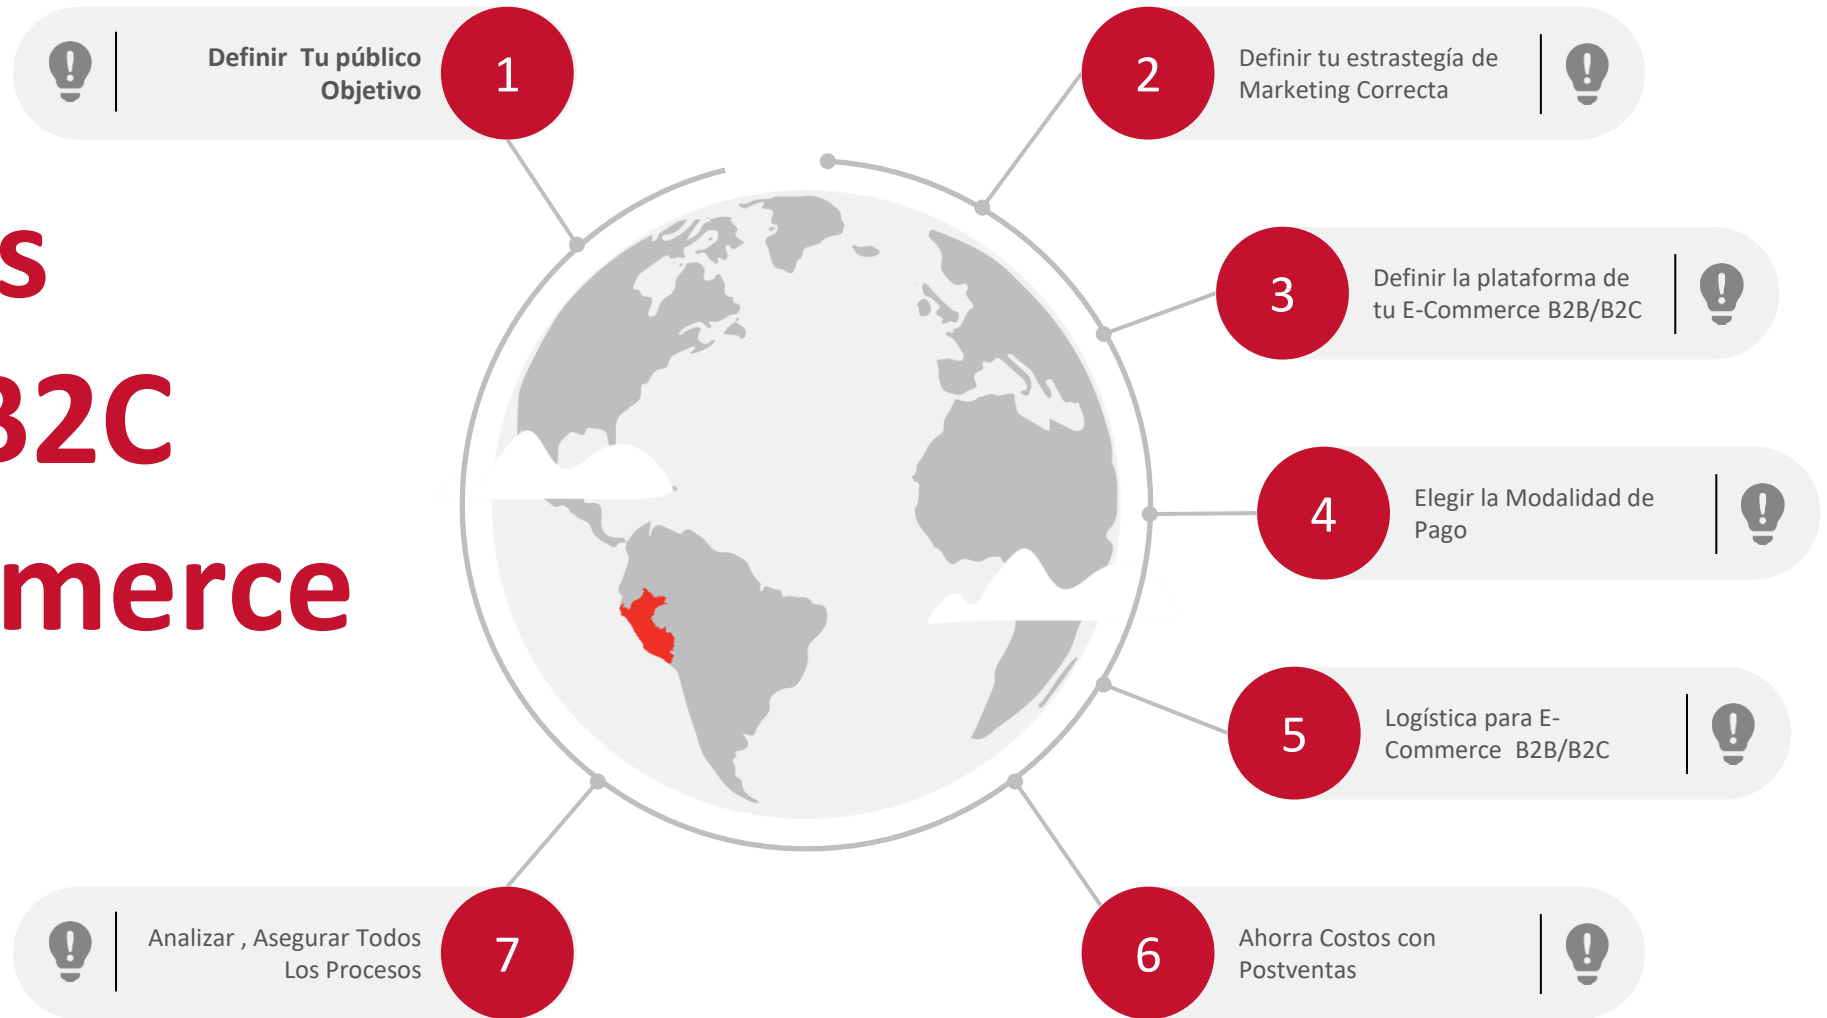 1
Definir Tu público
Objetivo
2
Definir tu estrastegía de
Marketing Correcta
s
B2C
merce
3
Definir la plataforma de
tu E-Commerce B2B/B2C
4
Elegir la Modalidad de
Pago
5
Logística para E-
Commerce B2B/B2C
6
Ahorra Costos con
Postventas
7
Analizar , Asegurar Todos
Los Procesos